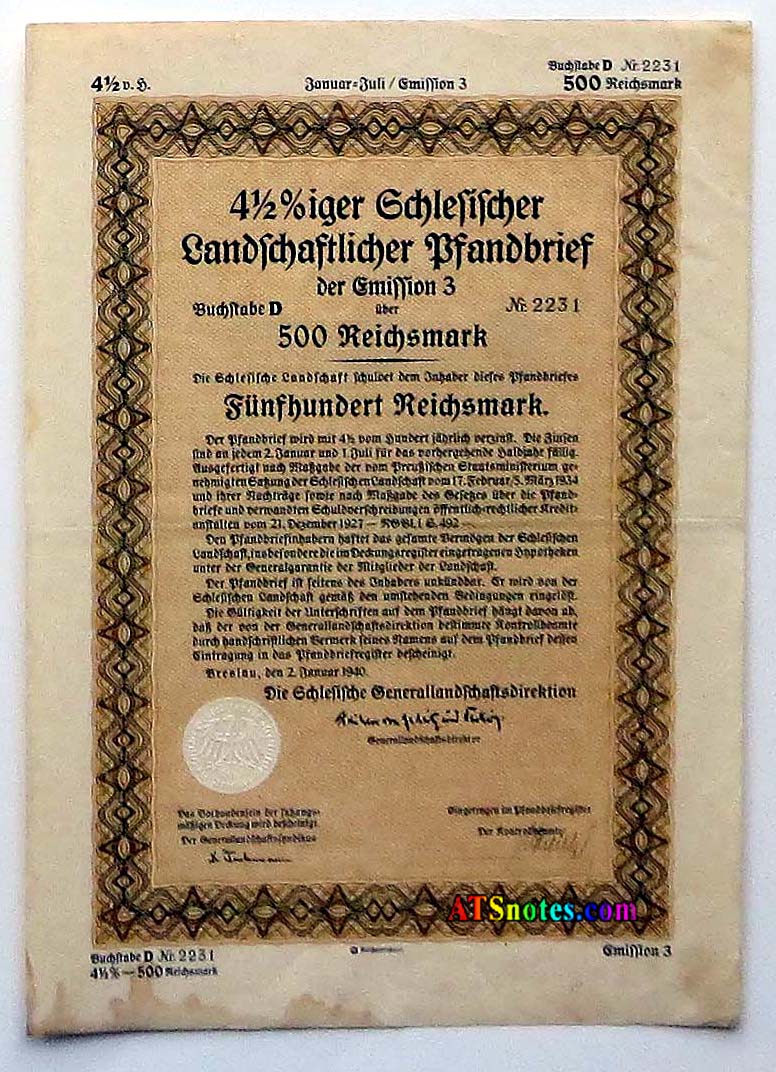 Buchstabe D Nr. 2231
4½ v. H. Januar-Juli / Emission 3 500 Reichsmark
4½%iger Schlesischer
Landschaftlicher Pfandbrief
der Emission 3
Buchstabe D über Nr. 2231
500 Reichsmark
Die Schlesische Landschaft schuldet dem Inhaber dieses Pfandbriefes
Fünfhundert Reichsmark.
Der Pfandbrief wird mit 4½ vom Hundert jährlich verzinst. Die Zinsen
sind an jedem 2. Januar und 1. Juli für das vorhergehende Halbjahr fällig.
Ausgefertigt nach Maßgabe der vom Preußischen Staatsministerium ge-
nehmigten Satzung der Schlesischen Landschaft vom 17. Februar/5. März 1934
und ihrer Nachträge sowie nach Maßgabe des Gesetzes über die Pfand-
briefe und verwandten Schuldverschreibungen öffentlich-rechtlicher Kredit-
anstalten vom 21. Dezember 1927 — RGBl. I S. 492 —.
Den Pfandbriefinhabern haftet das gesamte Vermögen der Schlesischen
Landschaft, insbesondere die im Deckungsregister eingetragenen Hypotheken
unter der Generalgarantie der Mitglieder der Landschaft.
Der Pfandbrief ist seitens des Inhabers unkündbar. Er wird von der
Schlesischen Landschaft gemäß den umstehenden Bedingungen eingelöst.
Die Gültigkeit der Unterschriften auf dem Pfandbrief hängt davon ab,
daß der von der Generallandschaftsdirektion bestimmte Kontrollbeamte
durch handschriftlichen Vermerk seines Namens auf dem Pfandbrief dessen
Eintragung in das Pfandbriefregister bescheinigt.
Breslau, den 2. Januar 1940.
Die Schlesische Generallandschaftsdirektion
Generallandschaftsdirektor
Das Vorhandensein der satzungs-
mäßigen Deckung wird bescheinigt.
Der Generallandschaftssyndikus
Eingetragen im Pfandbriefregister
Der Kontrollbeamte
ATSnotes.com
Buchstabe D Nr. 2231
4½% — 500 Reichsmark
Emission 3